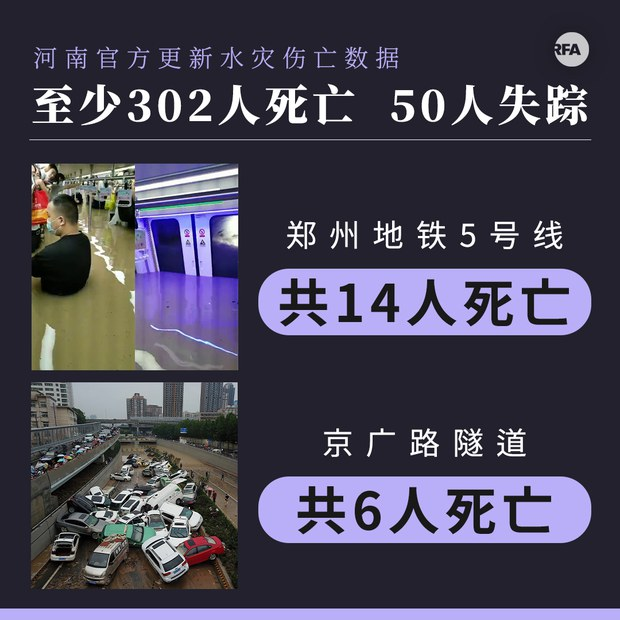 河南官方更新水灾伤亡数据
RFA
至少302人死亡 50人失踪
郑州地铁5号线
共14人死亡
京广路隧道
共6人死亡